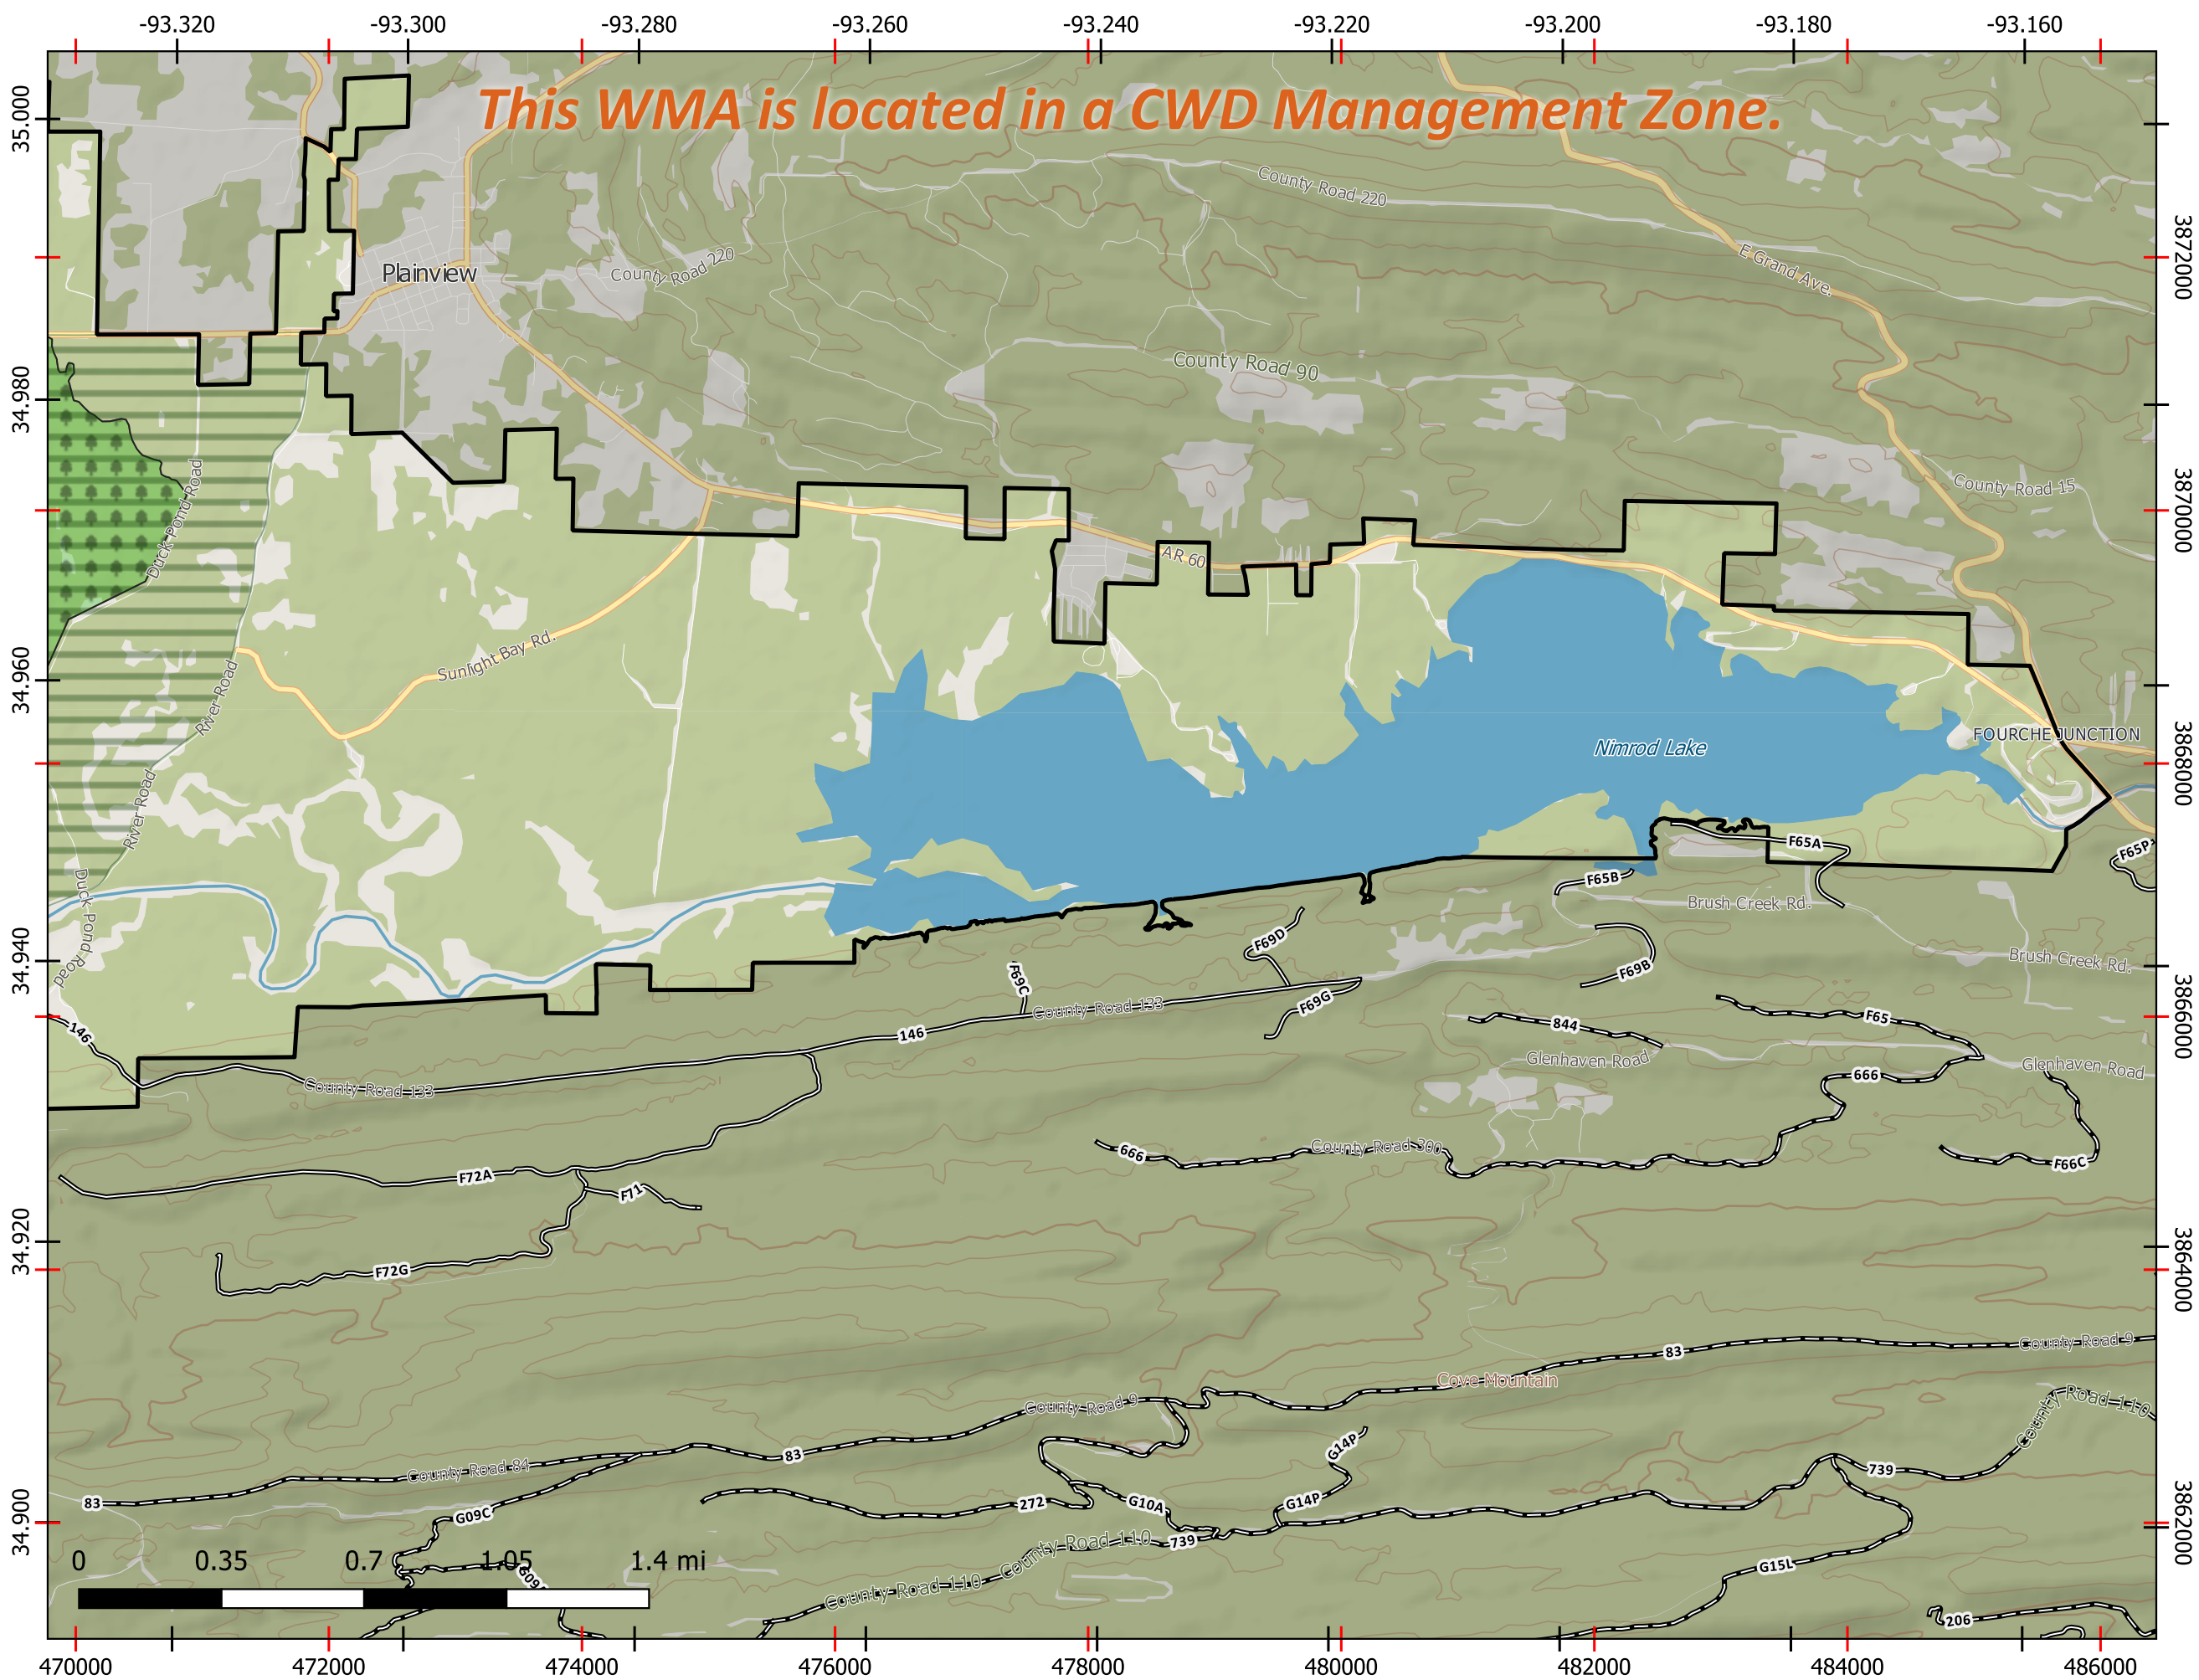 -93.320 -93.300 -93.280 -93.260 -93.240 -93.220 -93.200 -93.180 -93.160
This WMA is located in a CWD Management Zone.
35.000
34.980
34.960
34.940
34.920
34.900
3872000
3870000
3868000
3866000
3864000
3862000
County Road 220
E Grand Ave.
Plainview
County Road 220
County Road 90
County Road 15
Duck Pond Road
AR 60
Sunlight Bay Rd.
River Road
Nimrod Lake
FOURCHE JUNCTION
River Road
F65A
F65P
F65B
Duck Pond Road
Brush Creek Rd.
F69D
F69B
Brush Creek Rd.
F69C
F69G
County Road 133
146
146
844
F65
Glenhaven Road
Glenhaven Road
666
County Road 133
666
County Road 300
F66C
F72A
F71
F72G
83
County Road 9
Cove Mountain
County Road 9
County Road 110
G14P
83
County Road 84
739
83
272
G10A
G14P
G09C
739
County Road 110
G15L
G09A
County Road 110
206
0 0.35 0.7 1.05 1.4 mi
470000 472000 474000 476000 478000 480000 482000 484000 486000